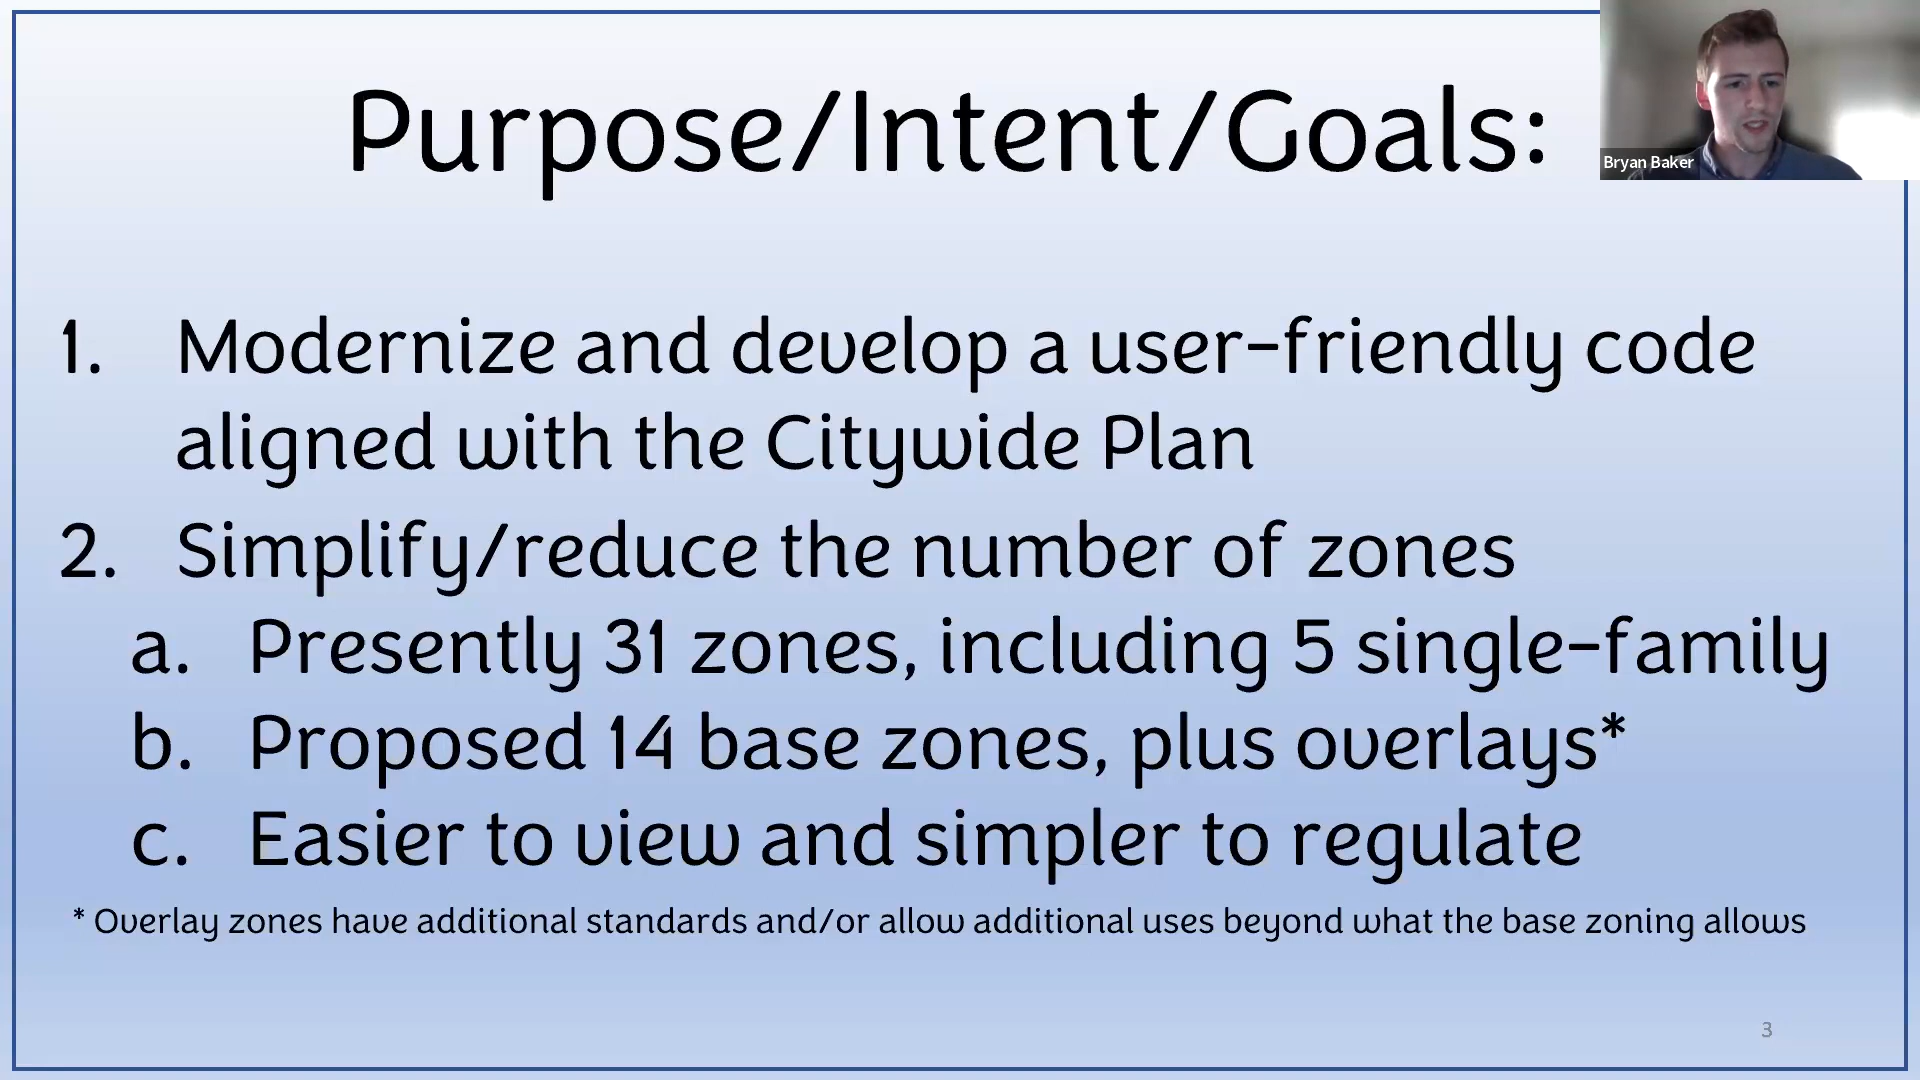 Purpose/Intent/Goals:
Bryan Baker
1. Modernize and develop a user-friendly code
aligned with the Citywide Plan
2. Simplify/reduce the number of zones
a. Presently 31 zones, including 5 single-family
b. Proposed 14 base zones, plus overlays*
c. Easier to view and simpler to regulate
* Overlay zones have additional standards and/or allow additional uses beyond what the base zoning allows
3